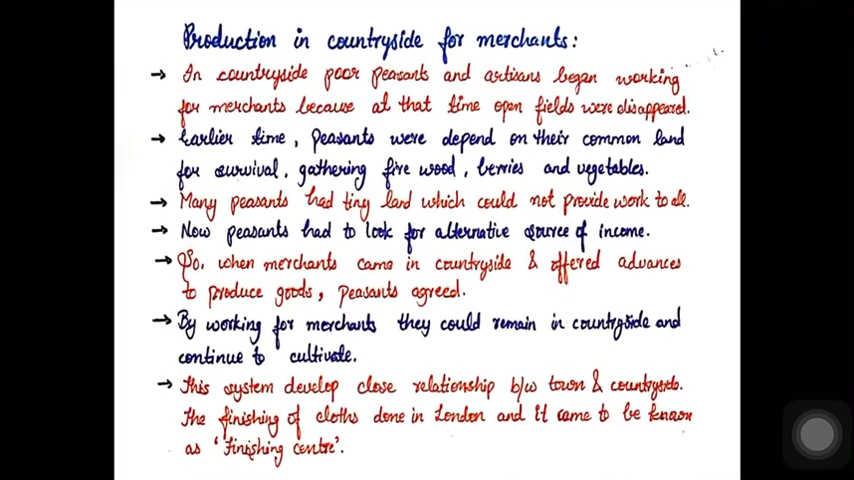 Production in countryside for merchants:
→ In countryside poor peasants and artisans began working
for merchants because at that time open fields were disappeared.
→ Earlier time, Peasants were depend on their common land
for survival, gathering fire wood, berries and vegetables.
→ Many peasants had tiny land which could not provide work to all.
→ Now peasants had to look for alternative source of income.
→ So, when merchants came in countryside & offered advances
to produce goods, Peasants agreed.
→ By working for merchants they could remain in countryside and
continue to cultivate.
→ This system develop close relationship b/w town & countryside.
The finishing of cloths done in London and it came to be known
as 'Finishing centre'.